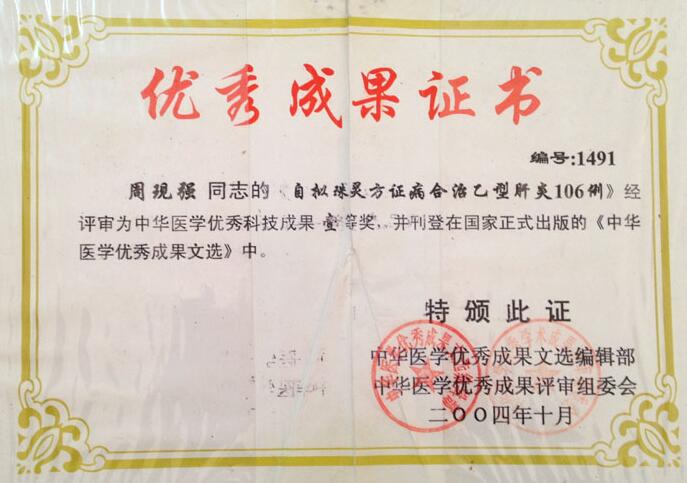 优秀成果证书
编号:1491
周现强 同志的《自拟珠灵方证病合治乙型肝炎106例》经
评审为中华医学优秀科技成果 壹等奖，并刊登在国家正式出版的《中华
医学优秀成果文选》中。
特颁此证
中华医学优秀成果文选编辑部
中华医学优秀成果评审组委会
二〇〇四年十月